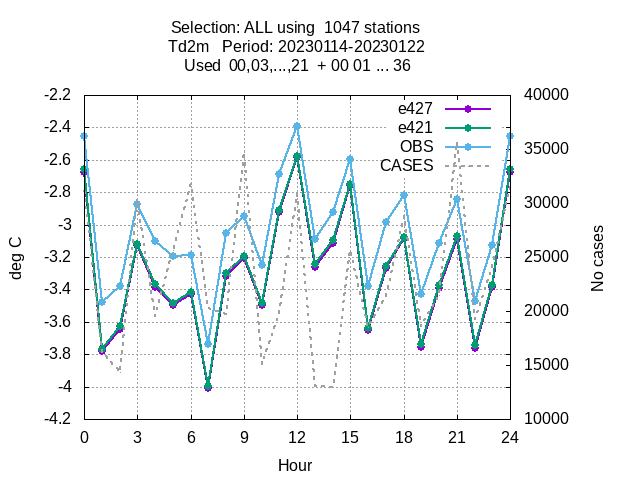 Selection: ALL using  1047 stations
Td2m   Period: 20230114-20230122
Used  00,03,...,21  + 00 01 ... 36
e427
e421
OBS
CASES
-2.2
-2.4
-2.6
-2.8
-3
-3.2
-3.4
-3.6
-3.8
-4
-4.2
deg C
40000
35000
30000
25000
20000
15000
10000
No cases
0 3 6 9 12 15 18 21 24
Hour